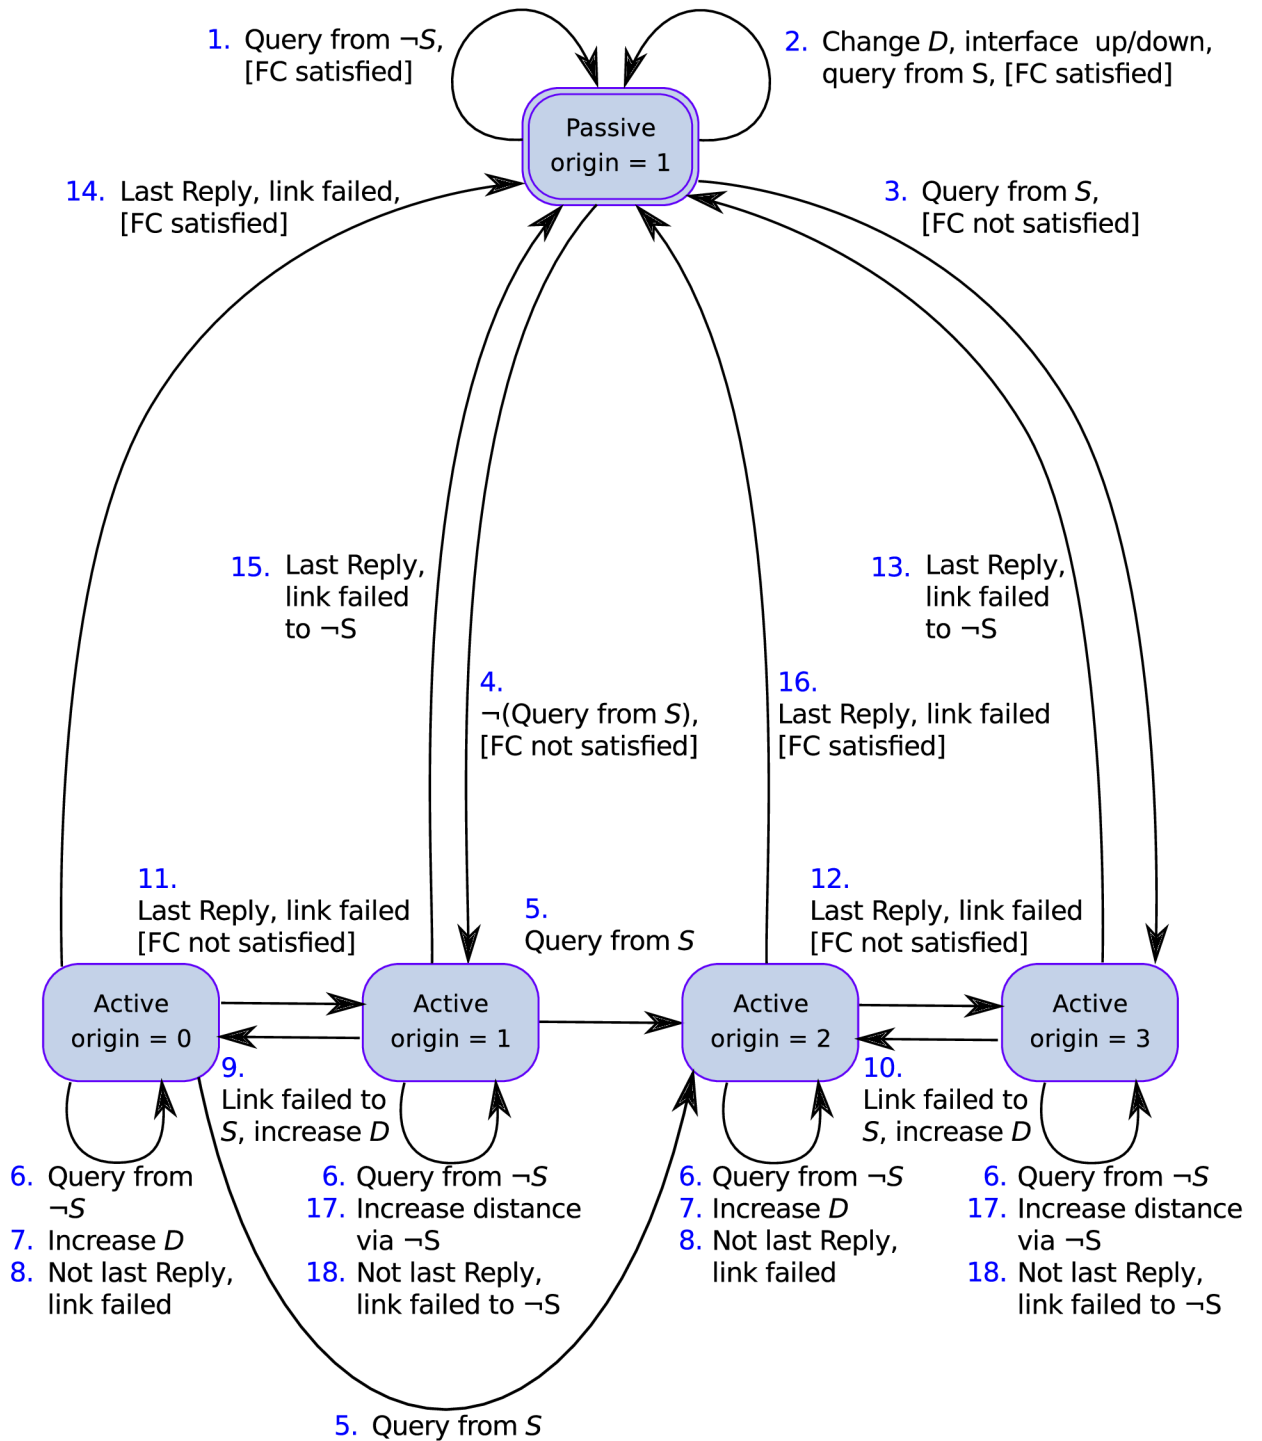 1. Query from ¬S,
[FC satisfied]
2. Change D, interface up/down,
query from S, [FC satisfied]
Passive
origin = 1
14. Last Reply, link failed,
[FC satisfied]
3. Query from S,
[FC not satisfied]
15. Last Reply,
link failed
to ¬S
13. Last Reply,
link failed
to ¬S
4.
¬(Query from S),
[FC not satisfied]
16.
Last Reply, link failed
[FC satisfied]
11.
Last Reply, link failed
[FC not satisfied]
5.
Query from S
12.
Last Reply, link failed
[FC not satisfied]
Active
origin = 0
Active
origin = 1
Active
origin = 2
Active
origin = 3
9.
Link failed to
S, increase D
10.
Link failed to
S, increase D
6. Query from
¬S
7. Increase D
8. Not last Reply,
link failed
6. Query from ¬S
17. Increase distance
via ¬S
18. Not last Reply,
link failed to ¬S
6. Query from ¬S
7. Increase D
8. Not last Reply,
link failed
6. Query from ¬S
17. Increase distance
via ¬S
18. Not last Reply,
link failed to ¬S
5. Query from S